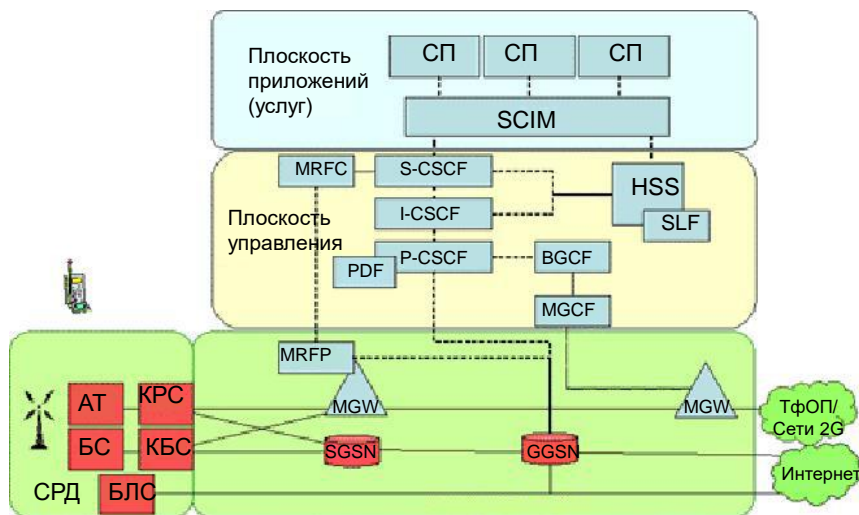 Плоскость
приложений
(услуг)
СП СП СП
SCIM
MRFC S-CSCF
HSS
I-CSCF
SLF
Плоскость
управления
P-CSCF BGCF
PDF
MGCF
MRFP
АТ КРС
MGW MGW
ТфОП/
Сети 2G
БС КБС
SGSN GGSN
Интернет
СРД БЛС